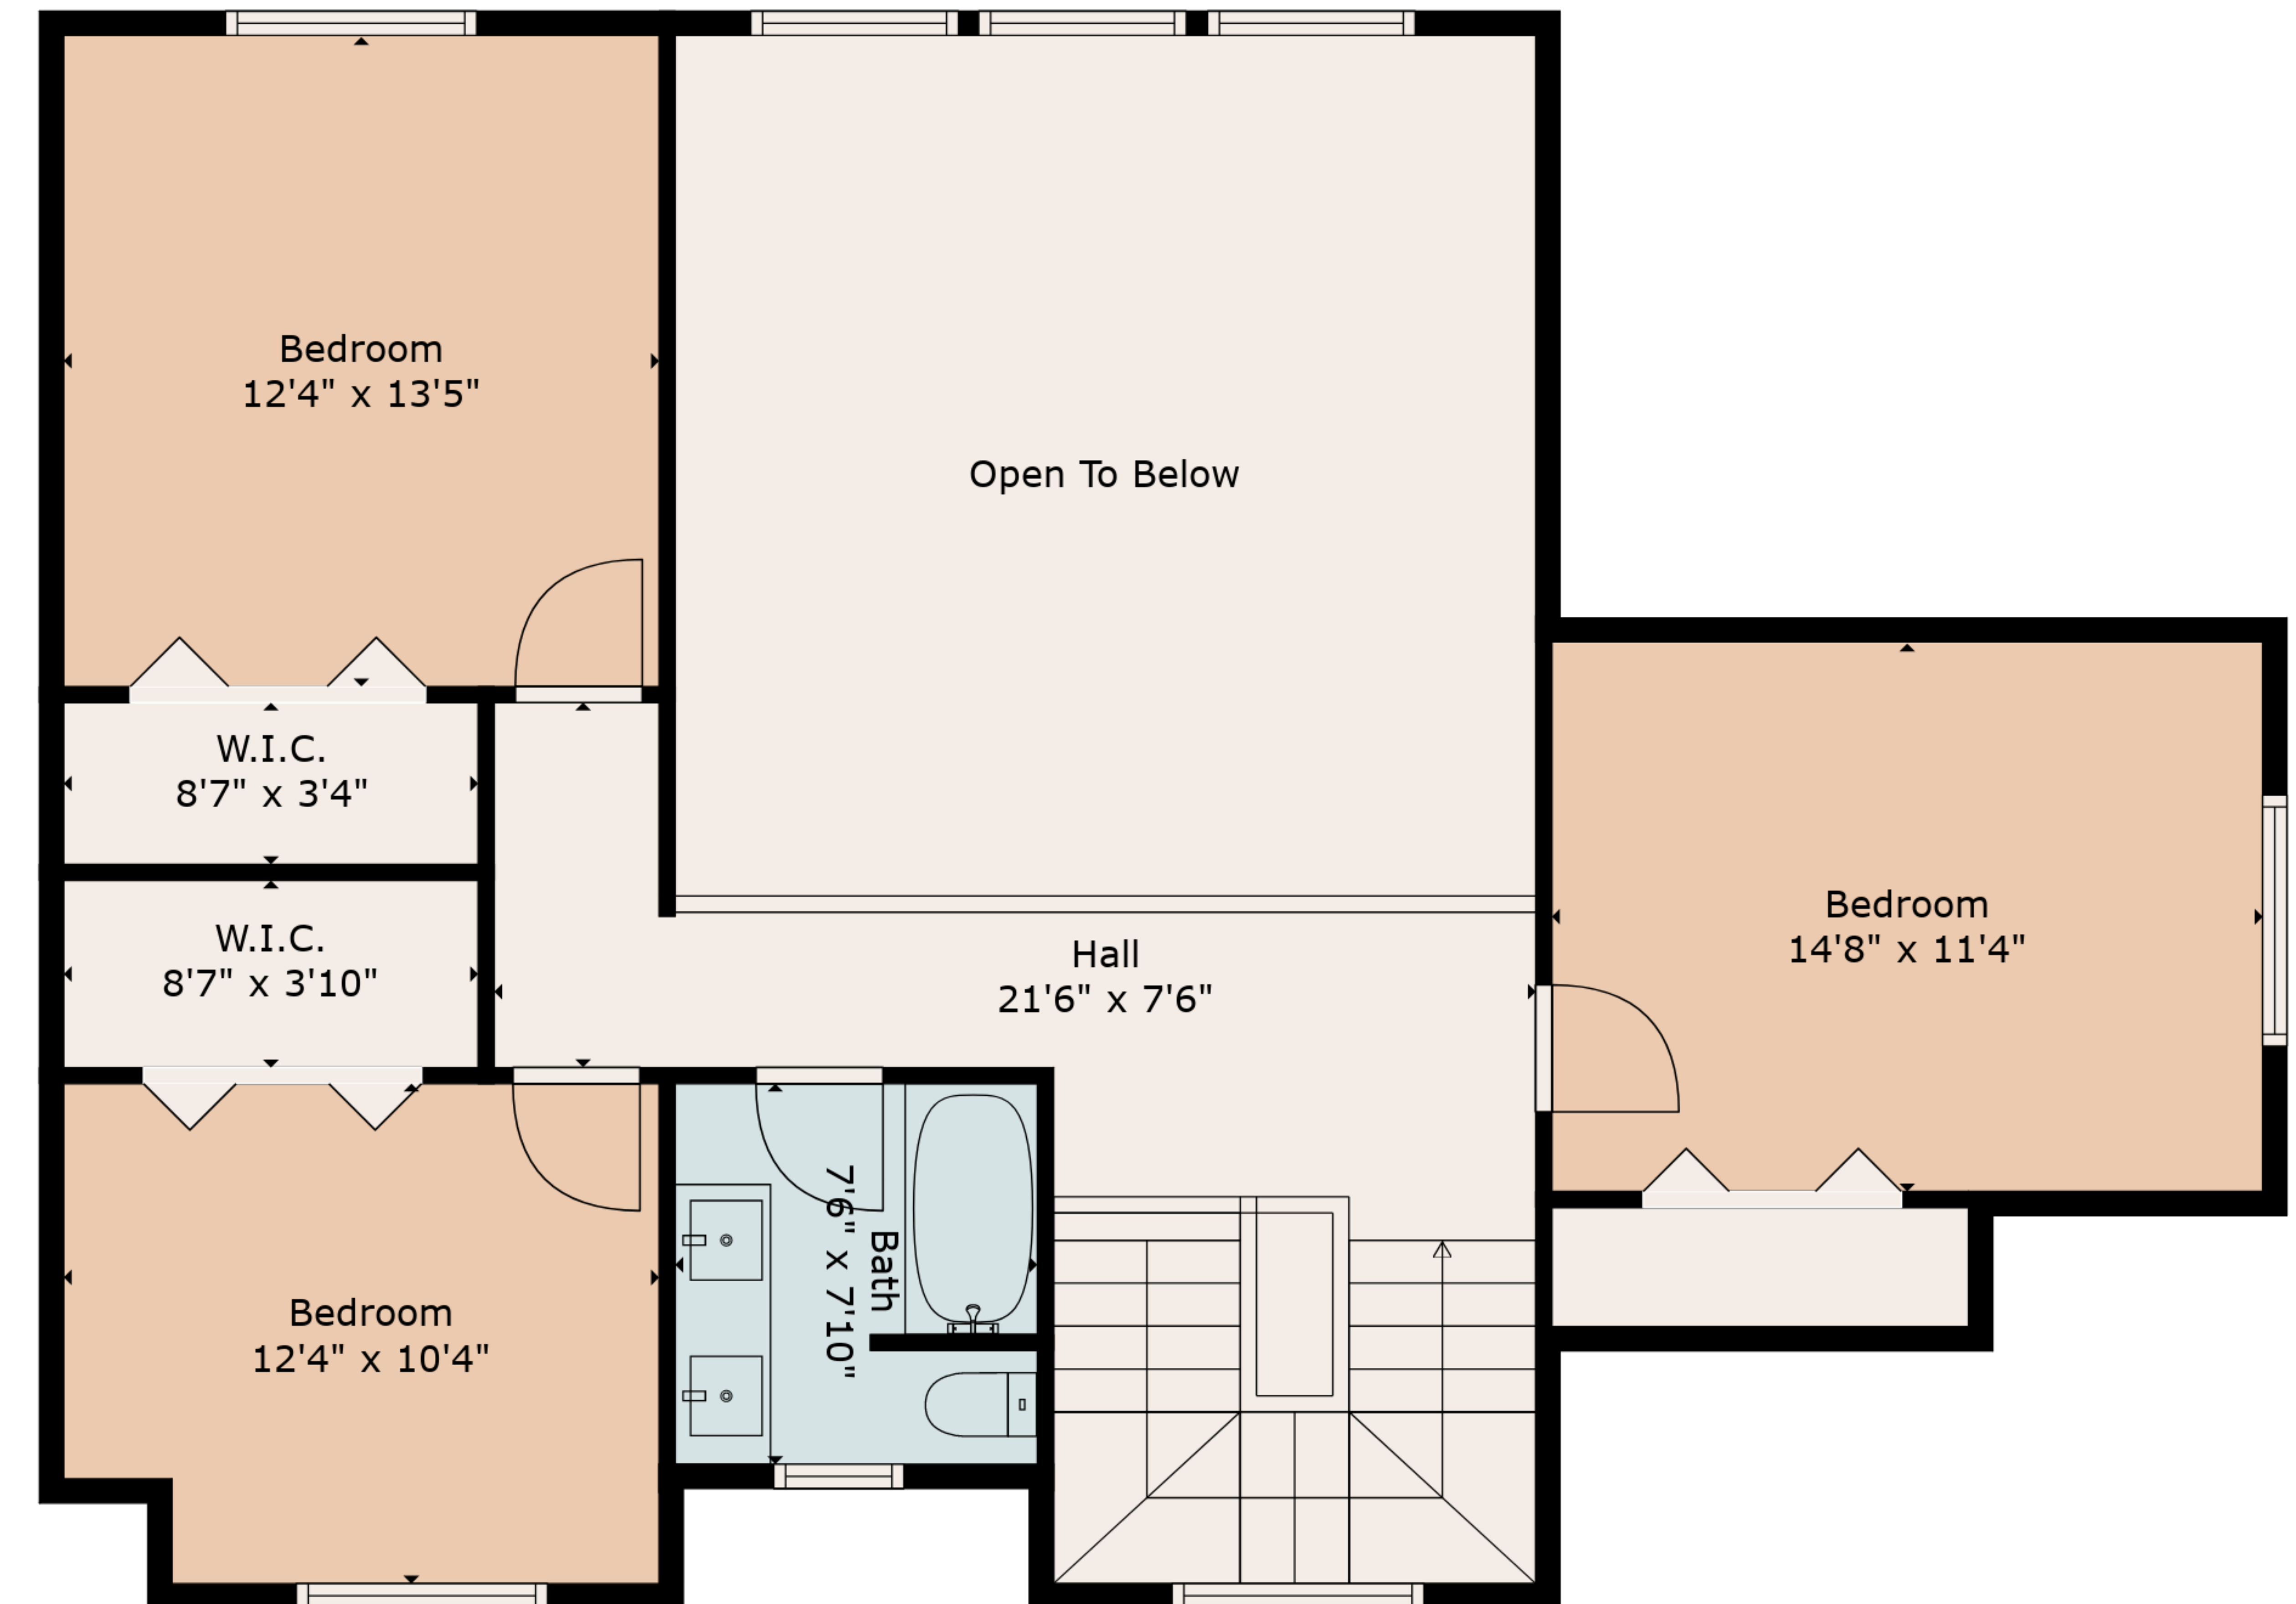 Bedroom
12'4" x 13'5"
Open To Below
W.I.C.
8'7" x 3'4"
W.I.C.
8'7" x 3'10"
Hall
21'6" x 7'6"
Bedroom
14'8" x 11'4"
Bath
7'6" x 7'10"
Bedroom
12'4" x 10'4"